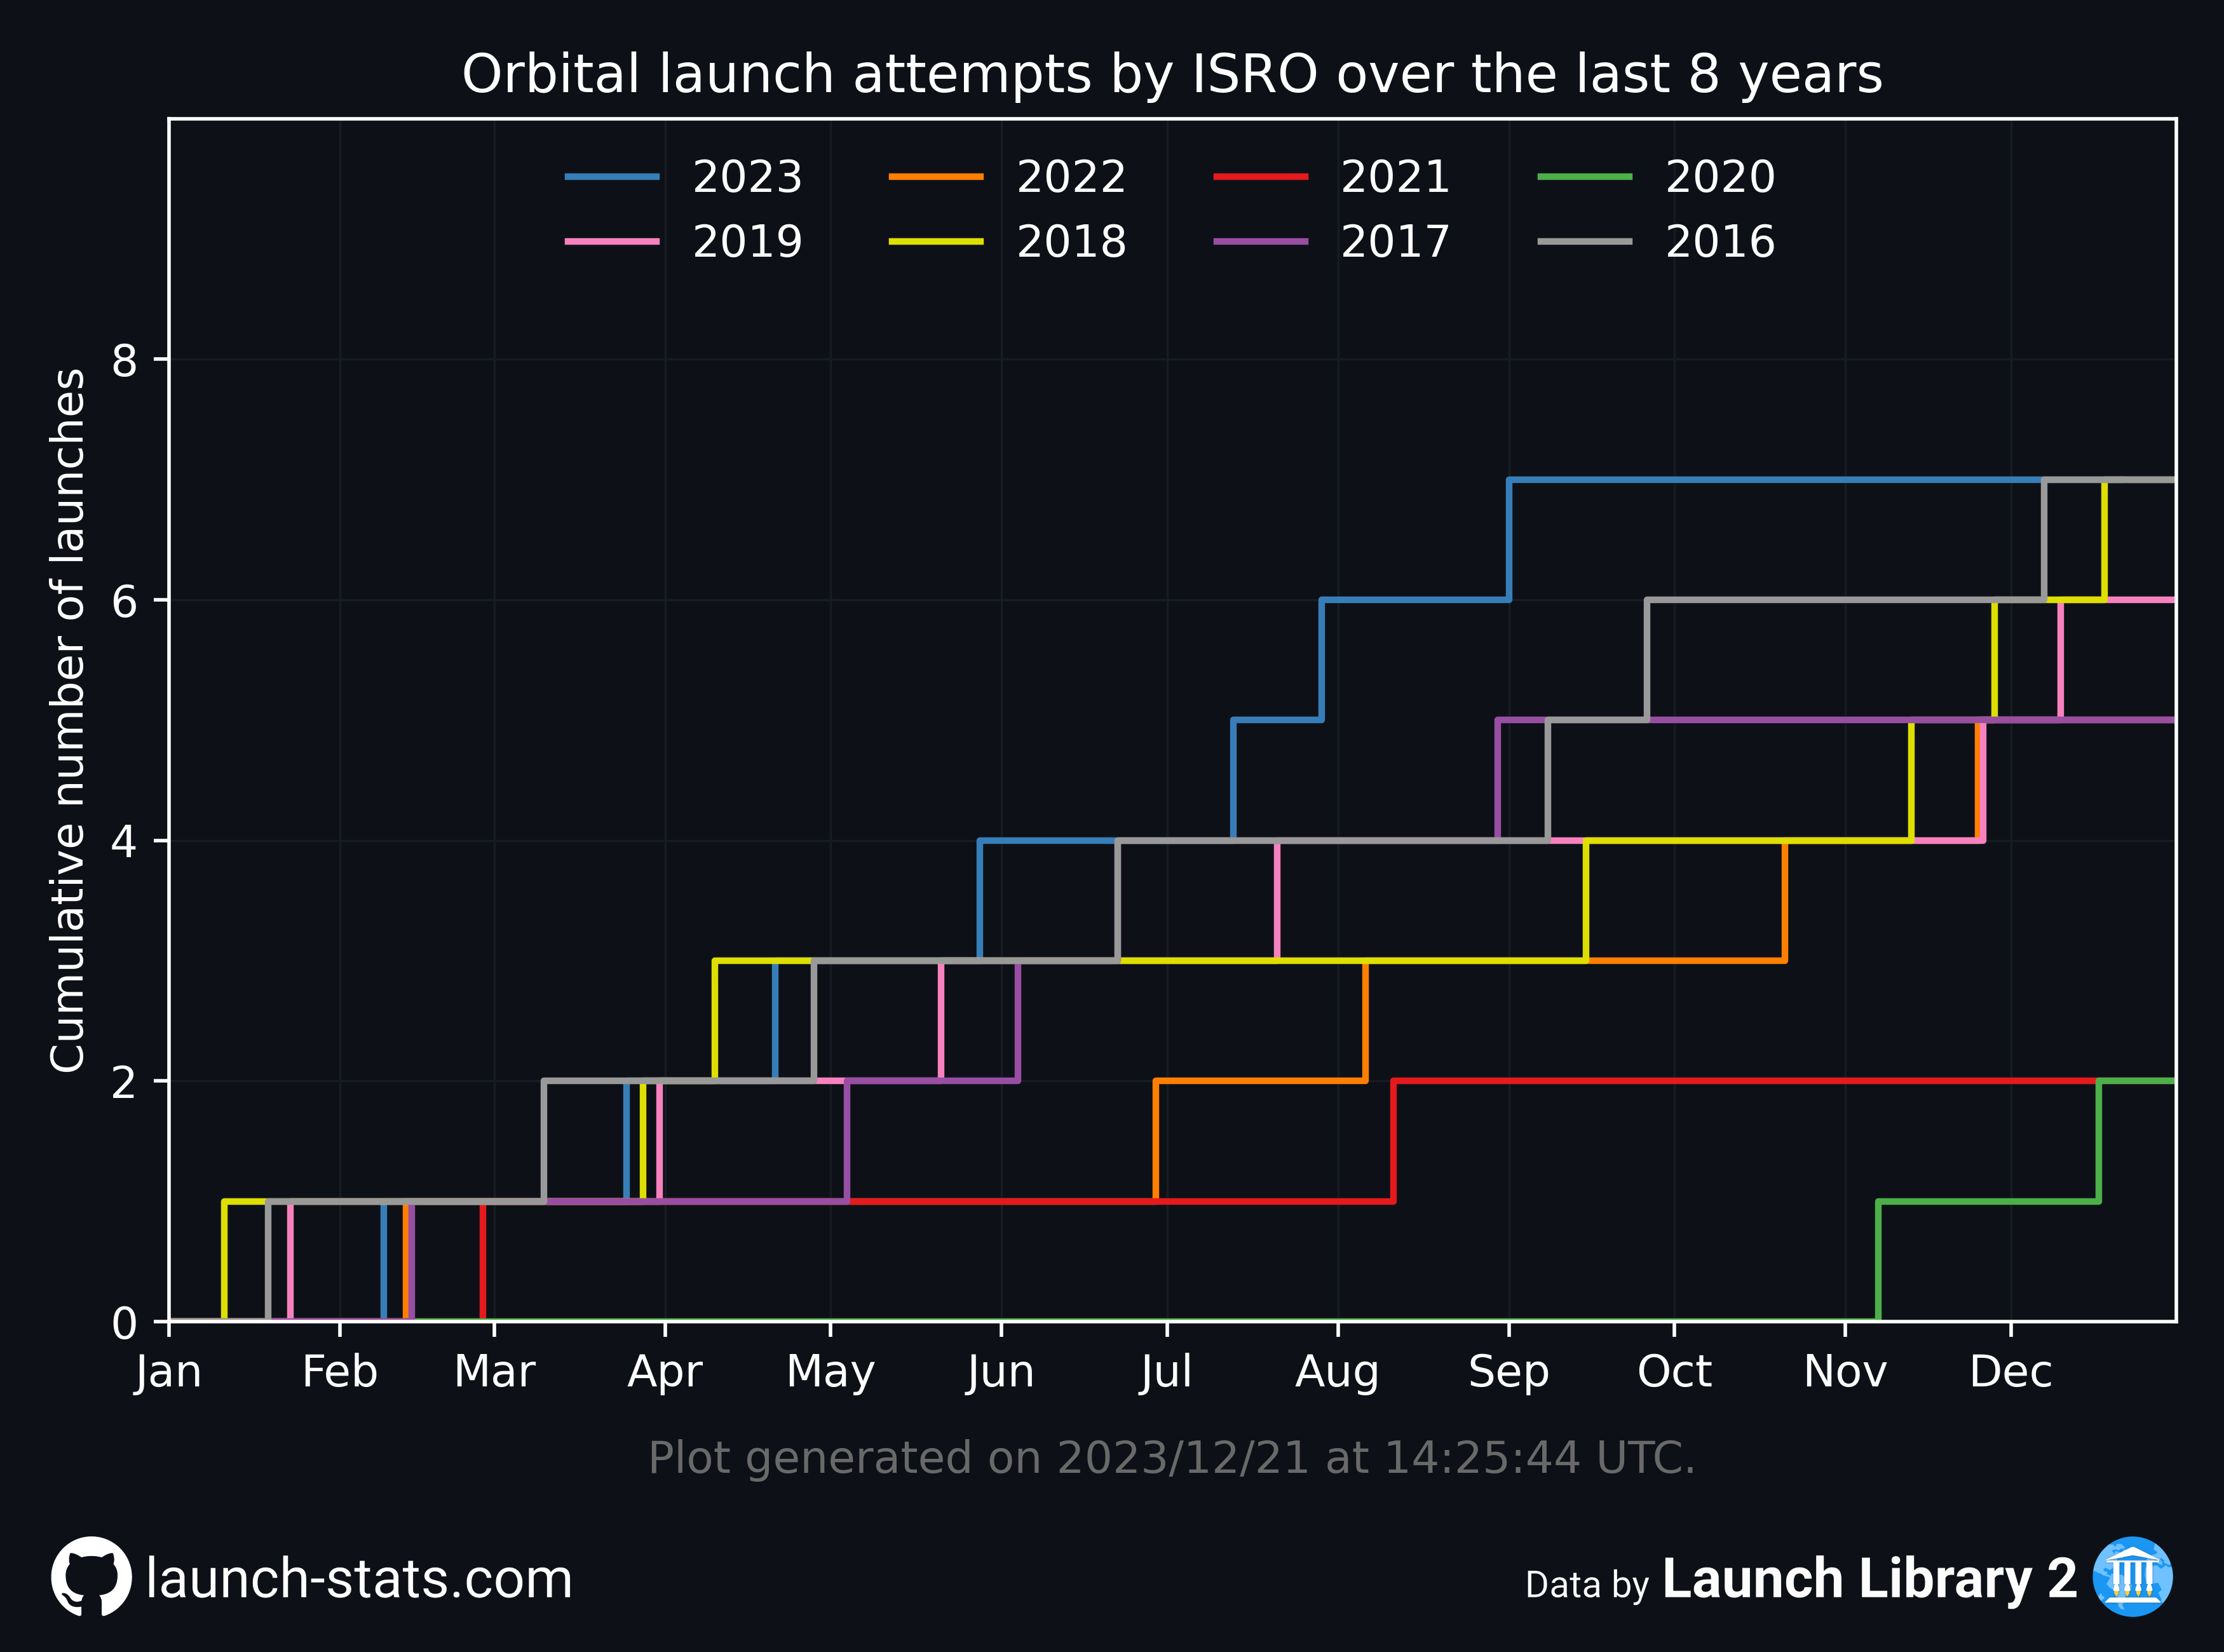 Orbital launch attempts by ISRO over the last 8 years
2023 2022 2021 2020
2019 2018 2017 2016
Cumulative number of launches
8
6
4
2
0
Jan Feb Mar Apr May Jun Jul Aug Sep Oct Nov Dec
Plot generated on 2023/12/21 at 14:25:44 UTC.
launch-stats.com
Data by Launch Library 2